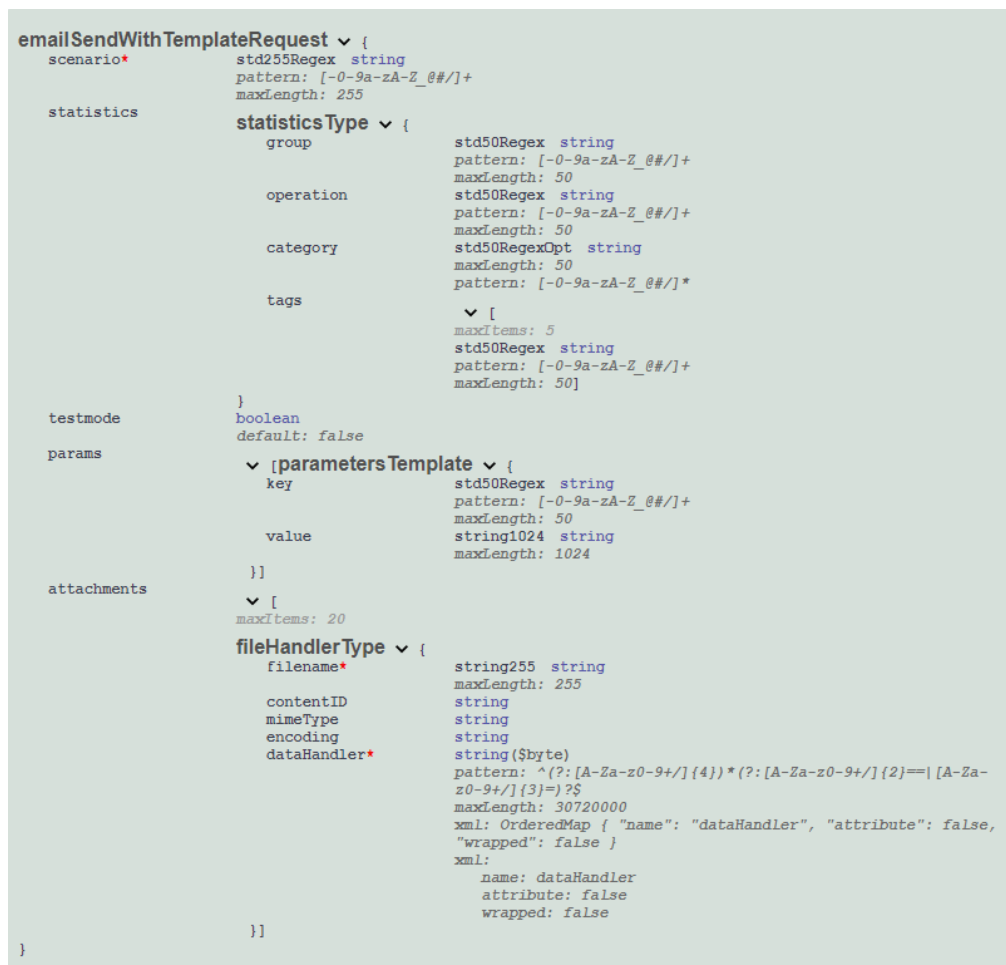 emailSendWithTemplateRequest {
scenario* std255Regex string
pattern: [-0-9a-zA-Z_@#/]+
maxLength: 255
statistics
statisticsType {
group std50Regex string
pattern: [-0-9a-zA-Z_@#/]+
maxLength: 50
operation std50Regex string
pattern: [-0-9a-zA-Z_@#/]+
maxLength: 50
category std50RegexOpt string
maxLength: 50
pattern: [-0-9a-zA-Z_@#/]*
tags
[
maxItems: 5
std50Regex string
pattern: [-0-9a-zA-Z_@#/]+
maxLength: 50]
}
testmode boolean
default: false
params
[parametersTemplate {
key std50Regex string
pattern: [-0-9a-zA-Z_@#/]+
maxLength: 50
value string1024 string
maxLength: 1024
}]
attachments
[
maxItems: 20
fileHandlerType {
filename* string255 string
maxLength: 255
contentID string
mimeType string
encoding string
dataHandler* string($byte)
pattern: ^(?:[A-Za-z0-9+/]{4})*(?:[A-Za-z0-9+/]{2}==|[A-Za-
z0-9+/]{3}=)?$
maxLength: 30720000
xml: OrderedMap { "name": "dataHandler", "attribute": false,
"wrapped": false }
xml:
name: dataHandler
attribute: false
wrapped: false
}]
}